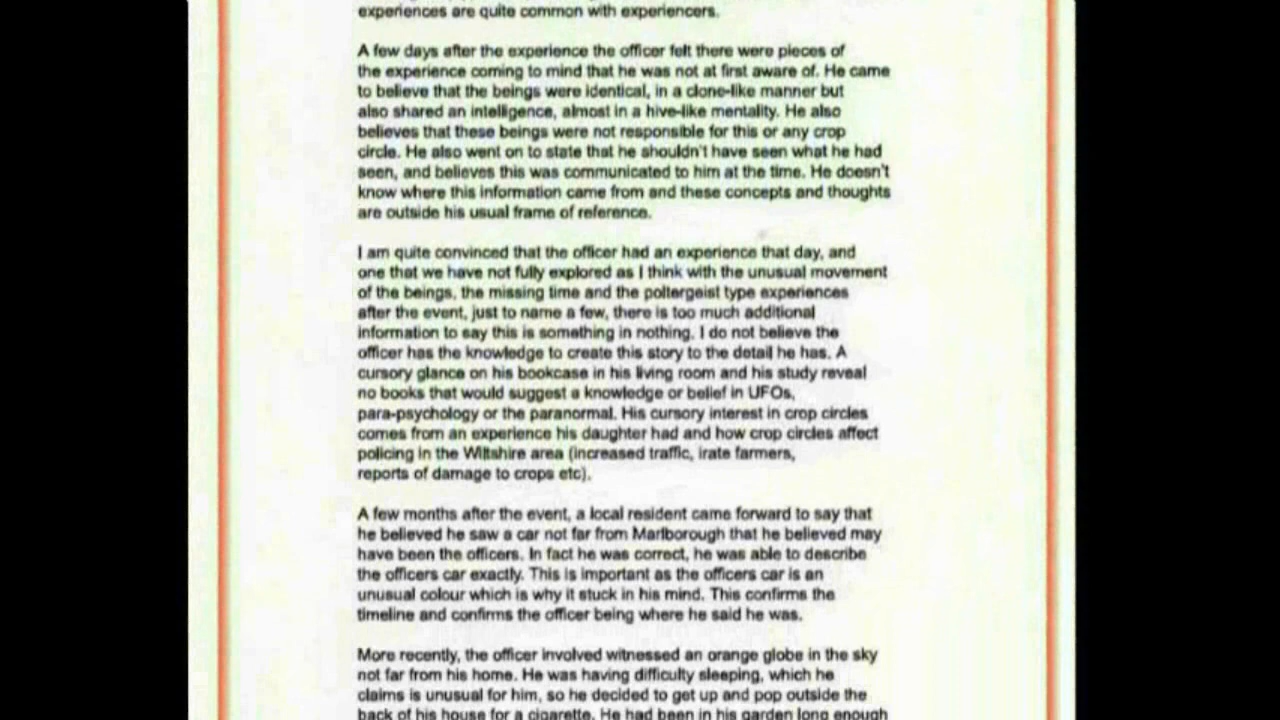 experiences are quite common with experiencers.
A few days after the experience the officer felt there were pieces of
the experience coming to mind that he was not at first aware of. He came
to believe that the beings were identical, in a clone-like manner but
also shared an intelligence, almost in a hive-like mentality. He also
believes that these beings were not responsible for this or any crop
circle. He also went on to state that he shouldn't have seen what he had
seen, and believes this was communicated to him at the time. He doesn't
know where this information came from and these concepts and thoughts
are outside his usual frame of reference.
I am quite convinced that the officer had an experience that day, and
one that we have not fully explored as I think with the unusual movement
of the beings, the missing time and the poltergeist type experiences
after the event, just to name a few, there is too much additional
information to say this is something in nothing. I do not believe the
officer has the knowledge to create this story to the detail he has. A
cursory glance on his bookcase in his living room and his study reveal
no books that would suggest a knowledge or belief in UFOs,
para-psychology or the paranormal. His cursory interest in crop circles
comes from an experience his daughter had and how crop circles affect
policing in the Wiltshire area (increased traffic, irate farmers,
reports of damage to crops etc).
A few months after the event, a local resident came forward to say that
he believed he saw a car not far from Marlborough that he believed may
have been the officers. In fact he was correct, he was able to describe
the officers car exactly. This is important as the officers car is an
unusual colour which is why it stuck in his mind. This confirms the
timeline and confirms the officer being where he said he was.
More recently, the officer involved witnessed an orange globe in the sky
not far from his home. He was having difficulty sleeping, which he
claims is unusual for him, so he decided to get up and pop outside the
back of his house for a cigarette. He had been in his garden long enough